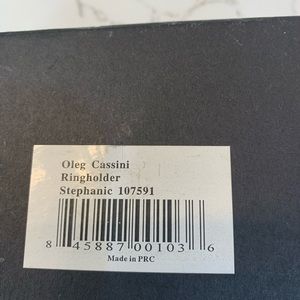 Oleg Cassini
Ringholder
Stephanic 107591
8 45887 00103 6
Made in PRC